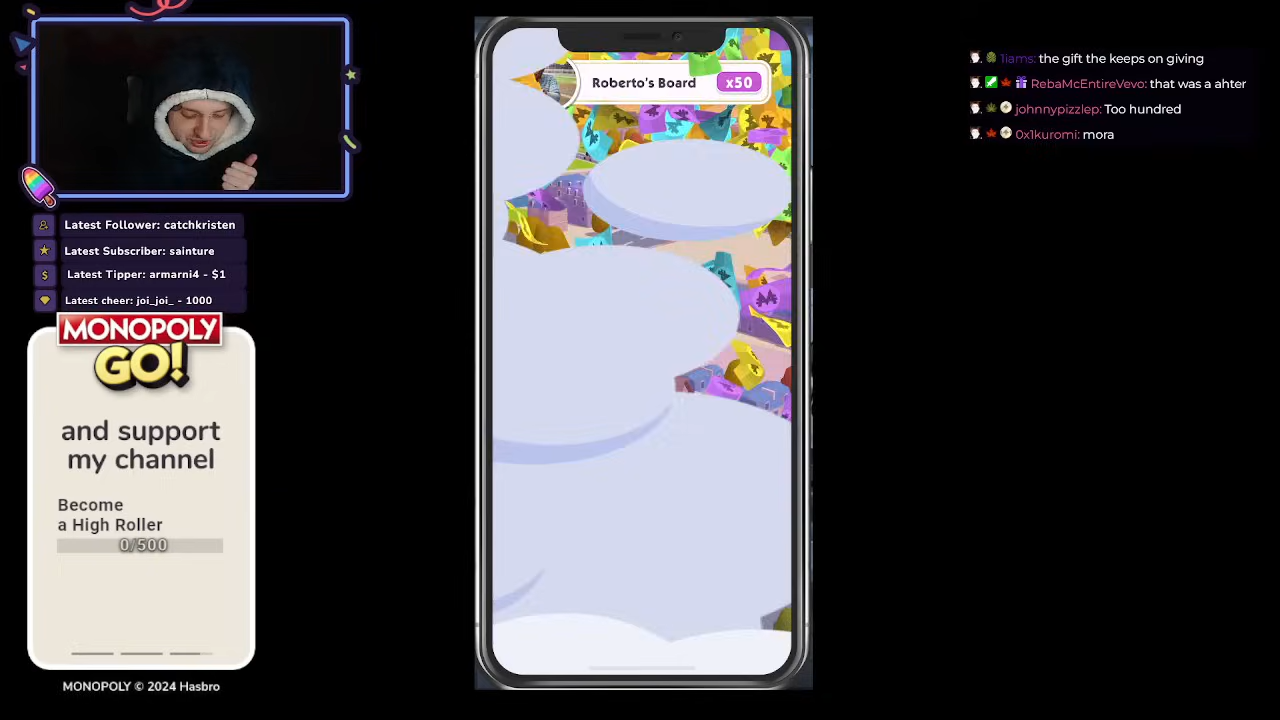 Roberto's Board x50
1iams: the gift the keeps on giving
RebaMcEntireVevo: that was a ahter
johnnypizzlep: Too hundred
0x1kuromi: mora
Latest Follower: catchkristen
Latest Subscriber: sainture
Latest Tipper: armarni4 - $1
Latest cheer: joi_joi_ - 1000
MONOPOLY
GO!
and support
my channel
Become
a High Roller
0/500
MONOPOLY © 2024 Hasbro